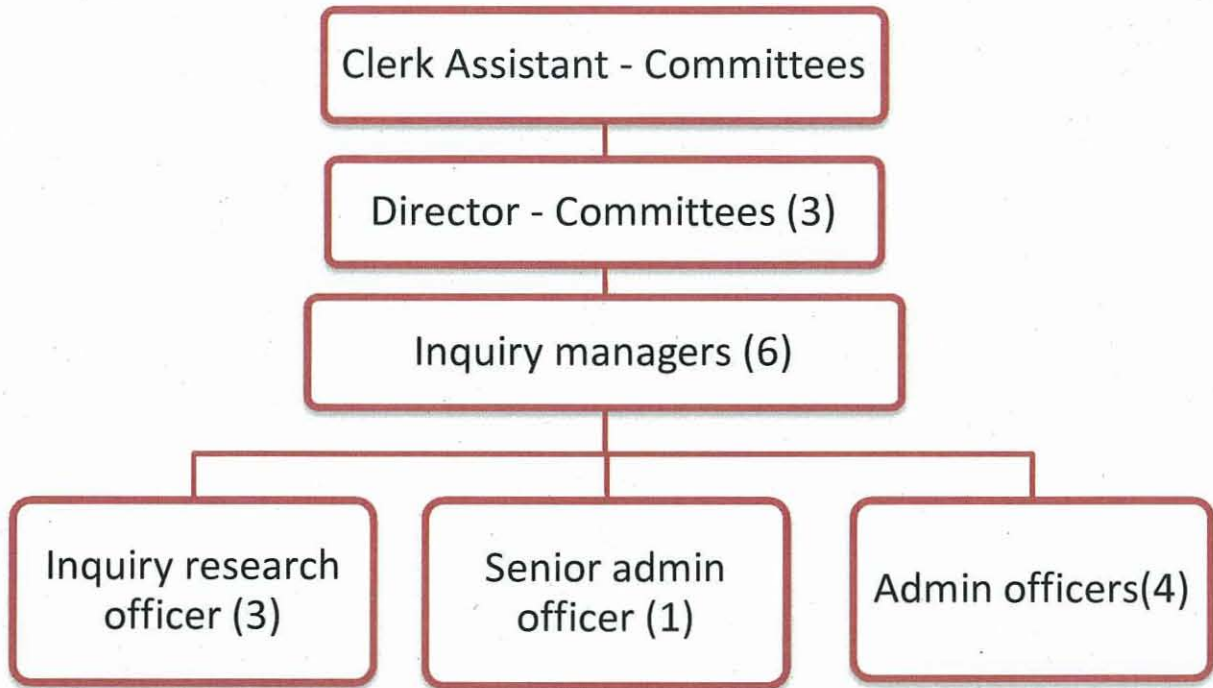 Clerk Assistant - Committees
Director - Committees (3)
Inquiry managers (6)
Inquiry research
officer (3)
Senior admin
officer (1)
Admin officers(4)